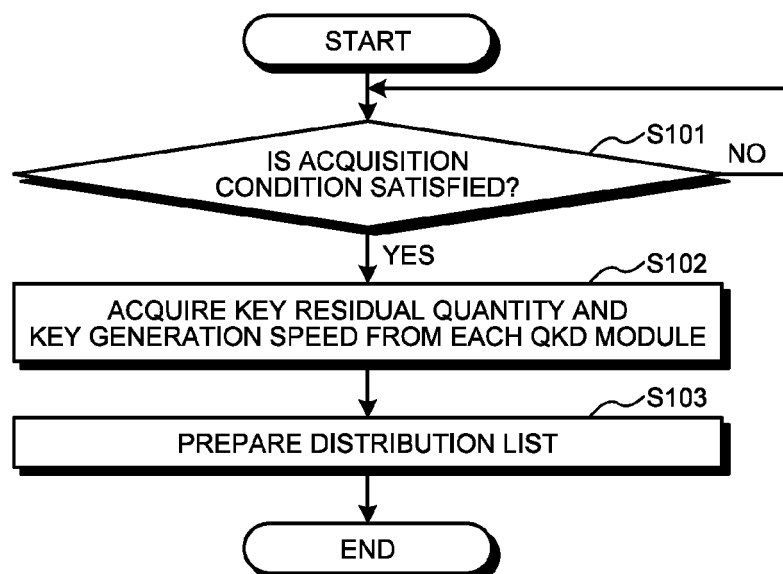 START
S101
IS ACQUISITION
CONDITION SATISFIED?
NO
YES
S102
ACQUIRE KEY RESIDUAL QUANTITY AND
KEY GENERATION SPEED FROM EACH QKD MODULE
S103
PREPARE DISTRIBUTION LIST
END